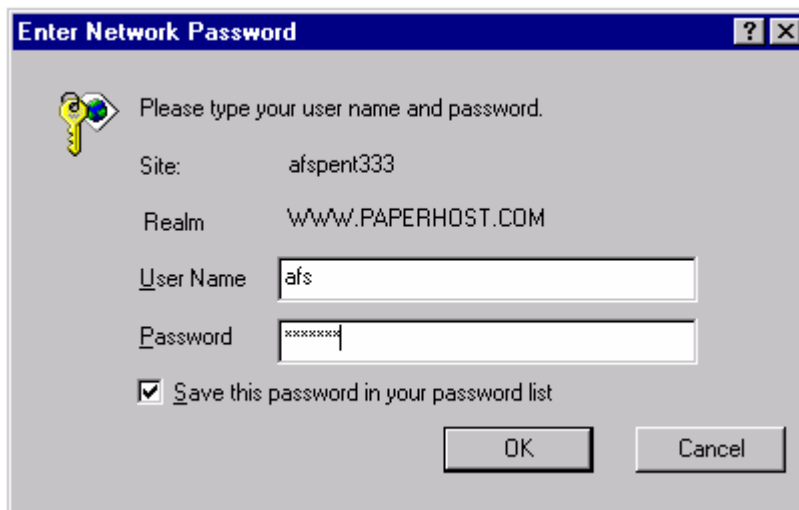 Enter Network Password ? X
Please type your user name and password.
Site: afspent333
Realm WWW.PAPERHOST.COM
User Name afs
Password *******
Save this password in your password list
OK Cancel